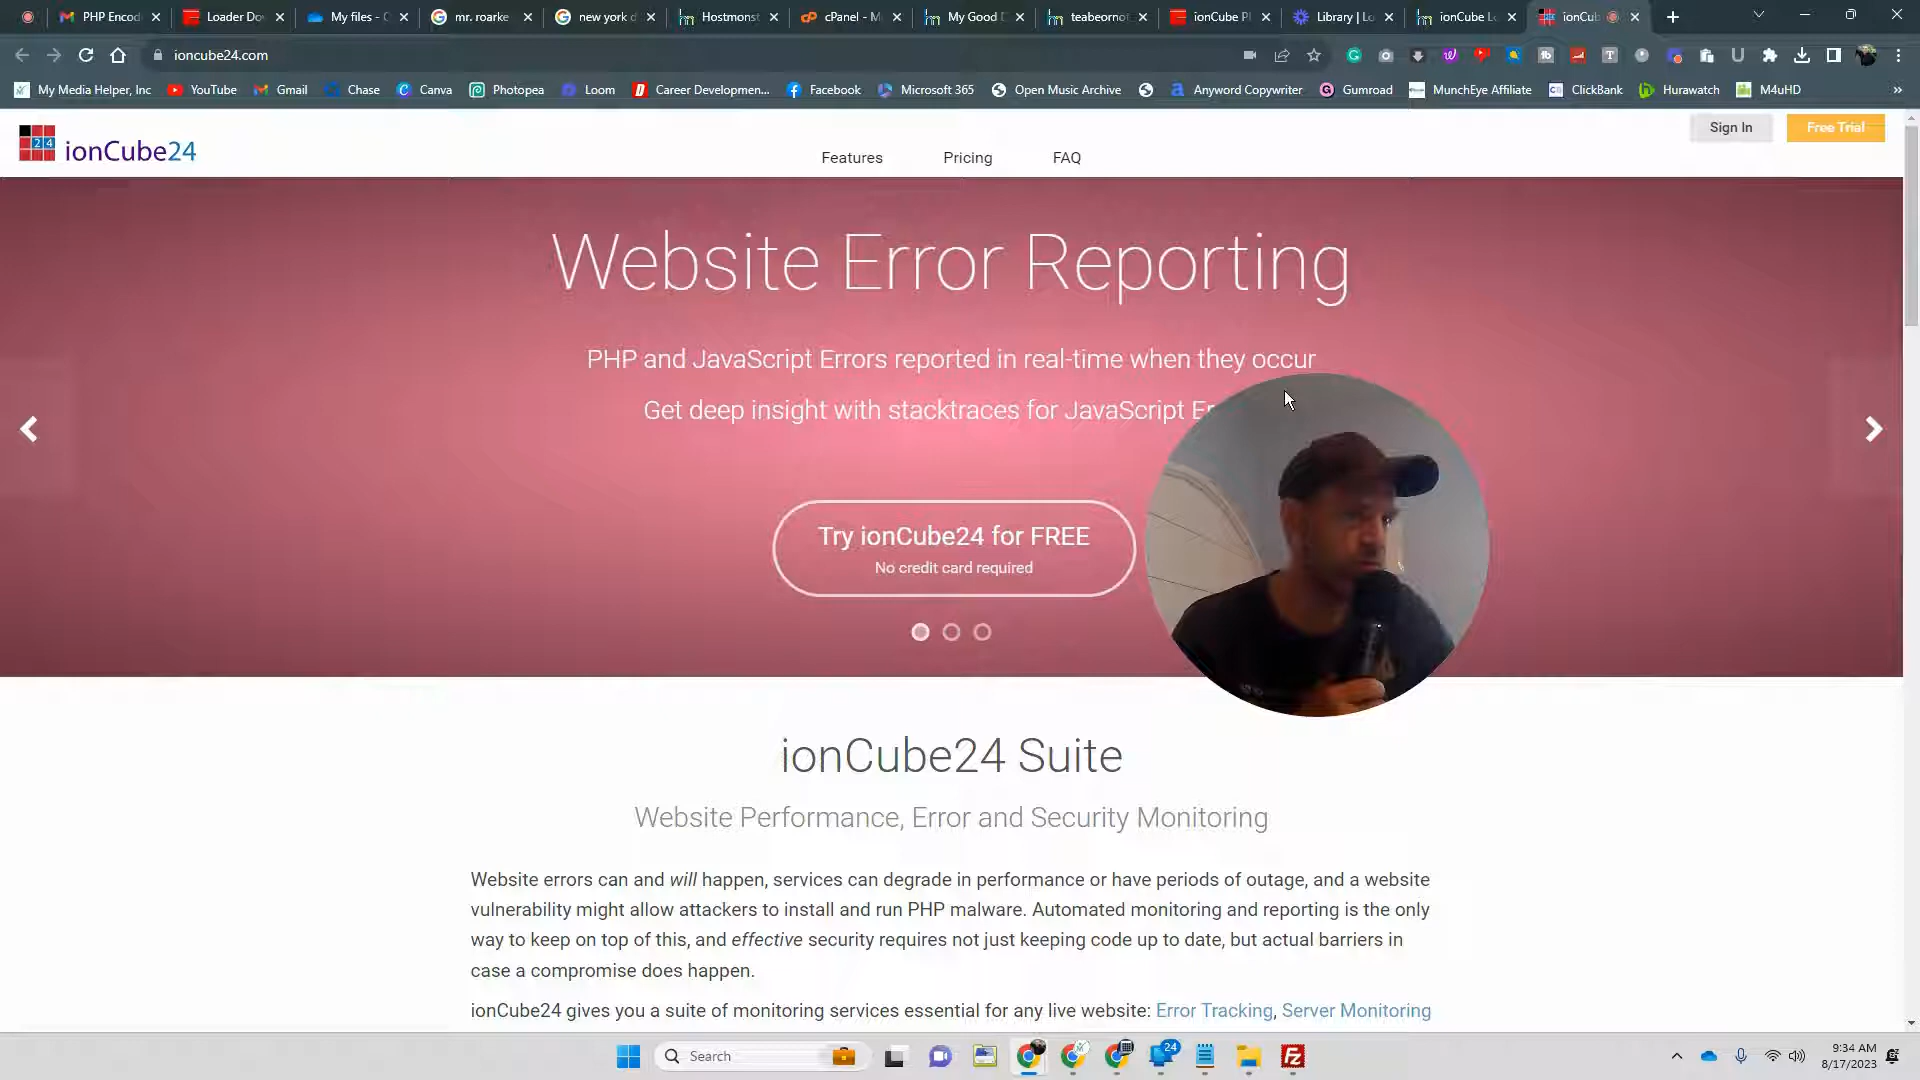 PHP Encod
Loader Do
My files - C
mr. roarke
new york d
Hostmonst
cPanel - M
My Good D
teabeornot
ionCube P
Library | Lo
ionCube Lo
ionCub
ioncube24.com
My Media Helper, Inc
YouTube
Gmail
Chase
Canva
Photopea
Loom
Career Developmen...
Facebook
Microsoft 365
Open Music Archive
Anyword Copywriter
Gumroad
MunchEye Affiliate
ClickBank
Hurawatch
M4uHD
24 ionCube24
Features
Pricing
FAQ
Sign In
Free Trial
Website Error Reporting
PHP and JavaScript Errors reported in real-time when they occur
Get deep insight with stacktraces for JavaScript Er
Try ionCube24 for FREE
No credit card required
ionCube24 Suite
Website Performance, Error and Security Monitoring
Website errors can and will happen, services can degrade in performance or have periods of outage, and a website
vulnerability might allow attackers to install and run PHP malware. Automated monitoring and reporting is the only
way to keep on top of this, and effective security requires not just keeping code up to date, but actual barriers in
case a compromise does happen.
ionCube24 gives you a suite of monitoring services essential for any live website: Error Tracking, Server Monitoring
Search
24
9:34 AM
8/17/2023